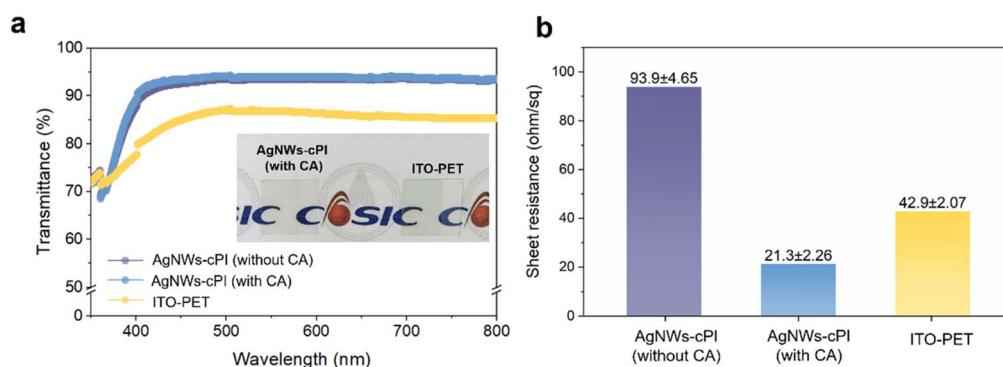 a
100
90
80
70
60
50
0
Transmittance (%)
400
500
600
700
800
Wavelength (nm)
AgNWs-cPI
(with CA)
ITO-PET
SIC COSIC CO
AgNWs-cPI (without CA)
AgNWs-cPI (with CA)
ITO-PET
b
Sheet resistance (ohm/sq)
100
80
60
40
20
0
93.9±4.65
21.3±2.26
42.9±2.07
AgNWs-cPI
(without CA)
AgNWs-cPI
(with CA)
ITO-PET